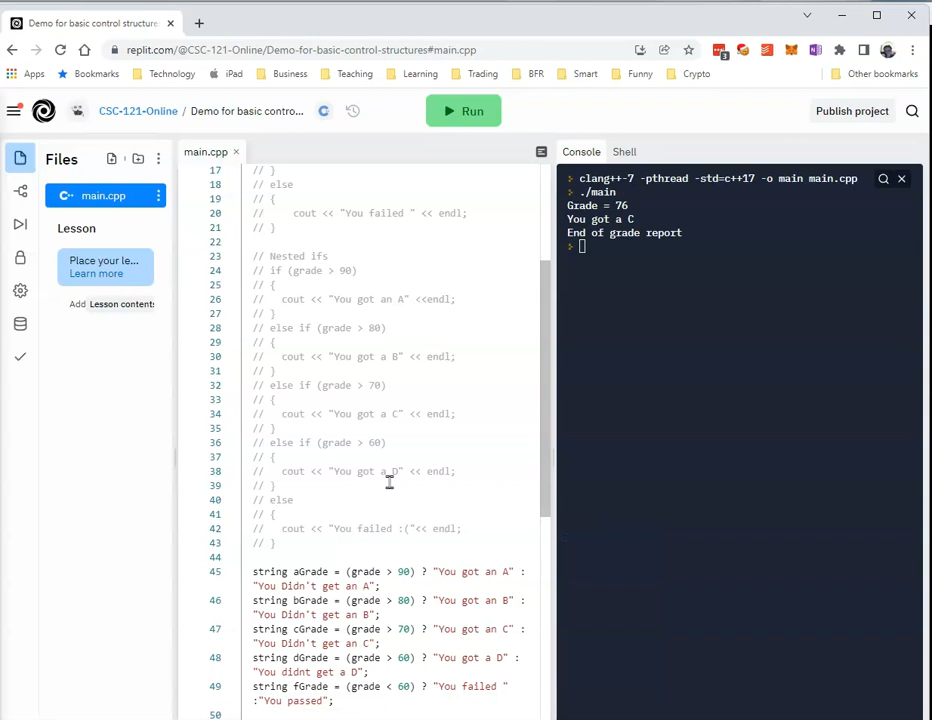 Demo for basic control structure
replit.com/@CSC-121-Online/Demo-for-basic-control-structures#main.cpp
3
Apps Bookmarks Technology iPad Business Teaching Learning Trading BFR Smart Funny Crypto Other bookmarks
CSC-121-Online / Demo for basic contro... Run Publish project
Files
main.cpp
Lesson
Place your le...
Learn more
Add Lesson content:
main.cpp
17 // }
18 // else
19 // {
20 //     cout << "You failed " << endl;
21 // }
22
23 // Nested ifs
24 // if (grade > 90)
25 // {
26 //   cout << "You got an A" <<endl;
27 // }
28 // else if (grade > 80)
29 // {
30 //   cout << "You got a B" << endl;
31 // }
32 // else if (grade > 70)
33 // {
34 //   cout << "You got a C" << endl;
35 // }
36 // else if (grade > 60)
37 // {
38 //   cout << "You got a D" << endl;
39 // }
40 // else
41 // {
42 //   cout << "You failed :("<< endl;
43 // }
44
45 string aGrade = (grade > 90) ? "You got an A" :
"You Didn't get an A";
46 string bGrade = (grade > 80) ? "You got an B" :
"You Didn't get an B";
47 string cGrade = (grade > 70) ? "You got an C" :
"You Didn't get an C";
48 string dGrade = (grade > 60) ? "You got a D" :
"You didnt get a D";
49 string fGrade = (grade < 60) ? "You failed "
:"You passed";
50
Console Shell
clang++-7 -pthread -std=c++17 -o main main.cpp
./main
Grade = 76
You got a C
End of grade report